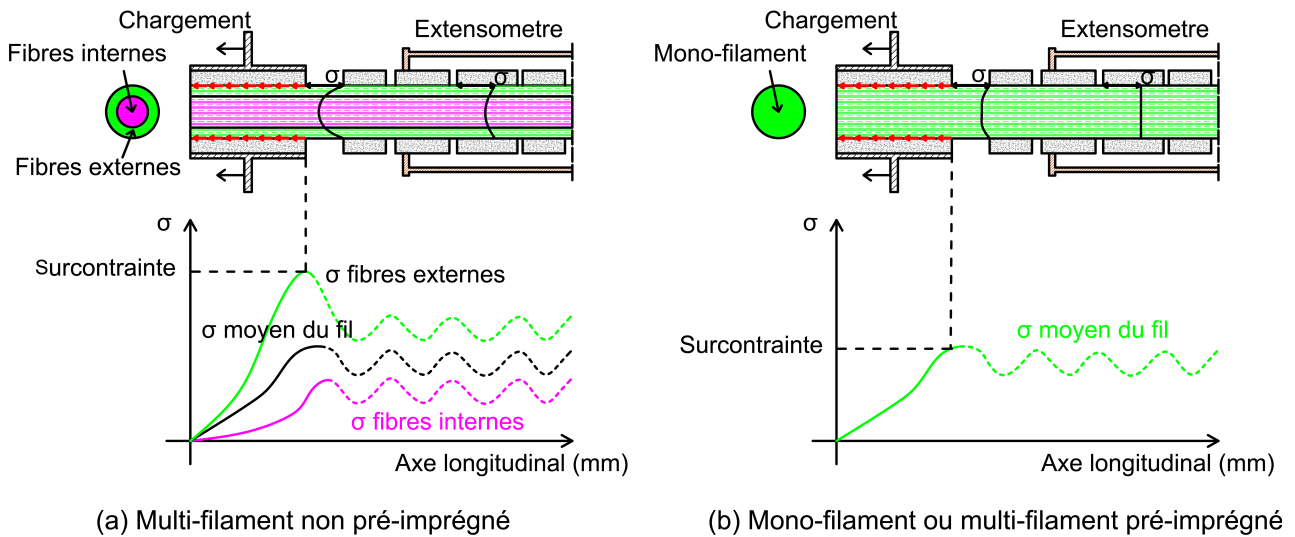 Chargement
Extensometre
Fibres internes
σ
σ
Fibres externes
σ
Surcontrainte
σ fibres externes
σ moyen du fil
σ fibres internes
Axe longitudinal (mm)
(a) Multi-filament non pré-imprégné
Chargement
Extensometre
Mono-filament
σ
σ
σ
σ moyen du fil
Surcontrainte
Axe longitudinal (mm)
(b) Mono-filament ou multi-filament pré-imprégné